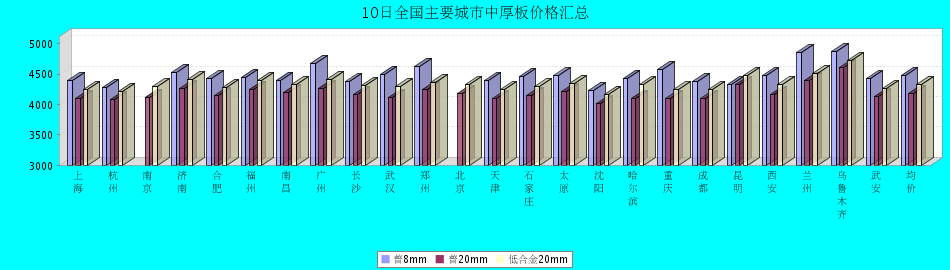 10日全国主要城市中厚板价格汇总
5000
4500
4000
3500
3000
上海
杭州
南京
济南
合肥
福州
南昌
广州
长沙
武汉
郑州
北京
天津
石家庄
太原
沈阳
哈尔滨
重庆
成都
昆明
西安
兰州
乌鲁木齐
武安
均价
普8mm 普20mm 低合金20mm